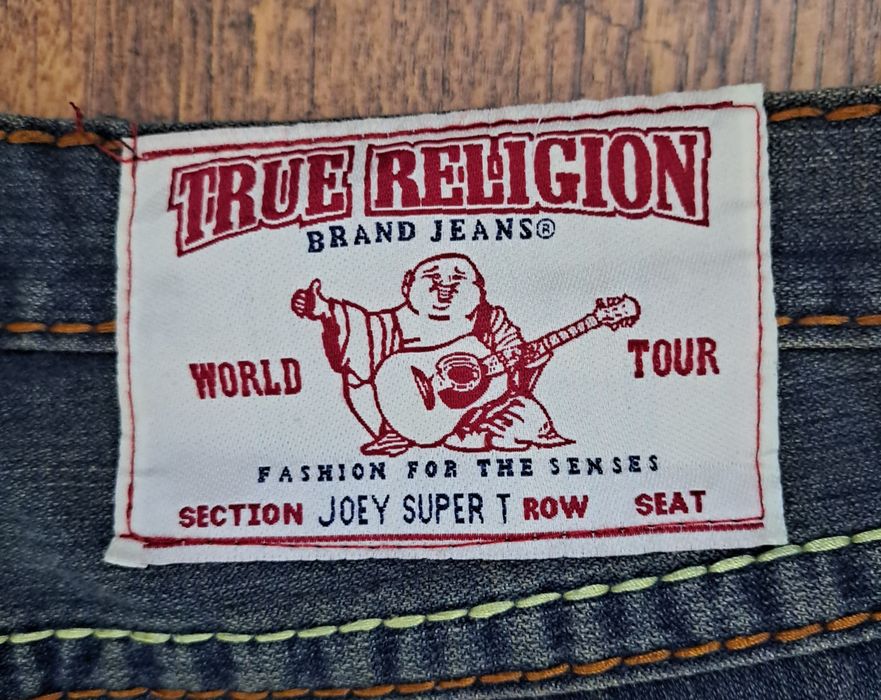 TRUE RELIGION
BRAND JEANS®
WORLD TOUR
FASHION FOR THE SENSES
SECTION JOEY SUPER T ROW SEAT